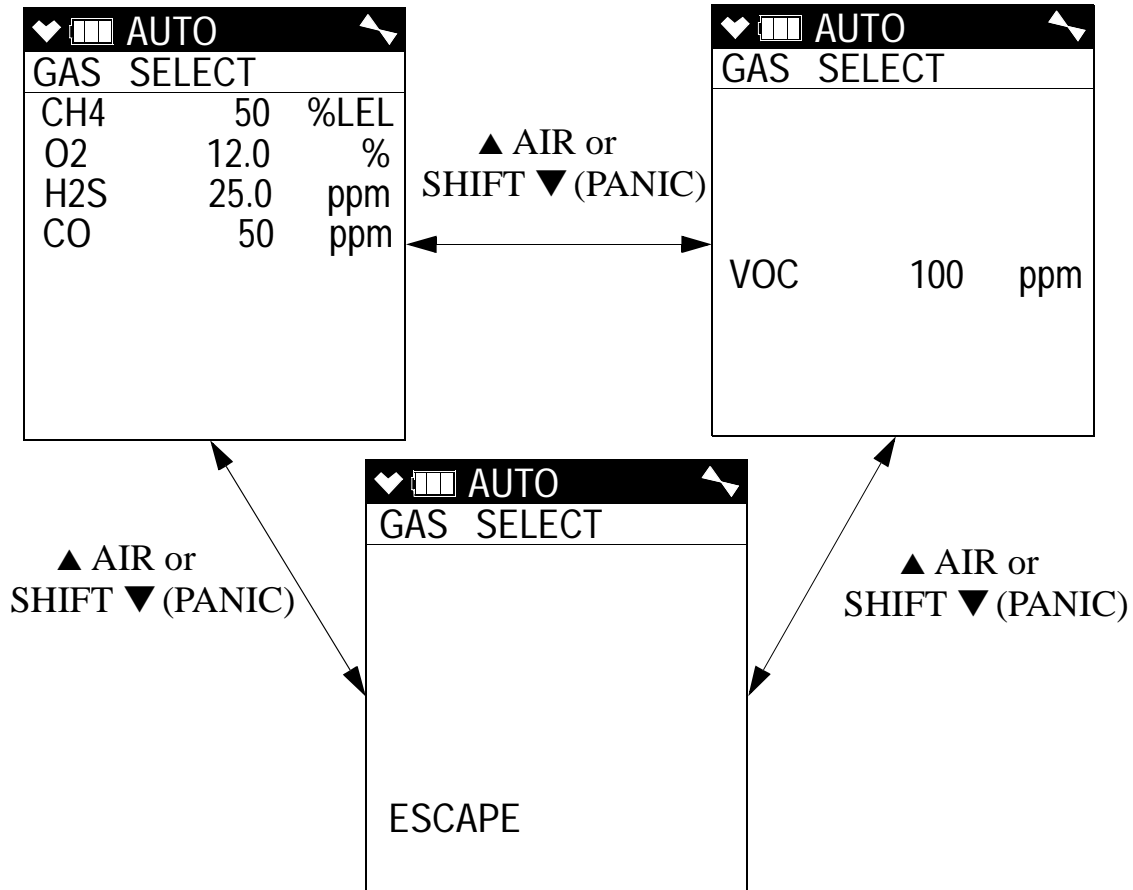 AUTO
GAS SELECT
CH4 50 %LEL
O2 12.0 %
H2S 25.0 ppm
CO 50 ppm
▲ AIR or
SHIFT ▼ (PANIC)
AUTO
GAS SELECT
VOC 100 ppm
▲ AIR or
SHIFT ▼ (PANIC)
AUTO
GAS SELECT
ESCAPE
▲ AIR or
SHIFT ▼ (PANIC)